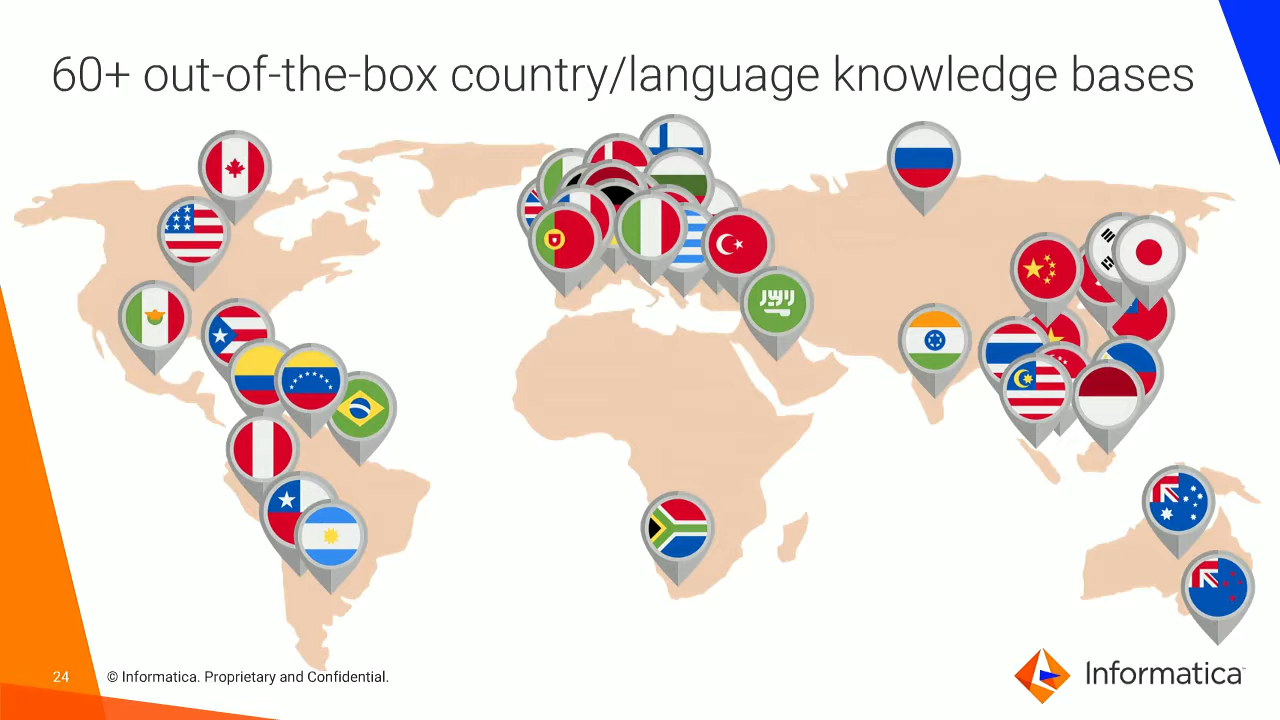 60+ out-of-the-box country/language knowledge bases
24
© Informatica. Proprietary and Confidential.
Informatica